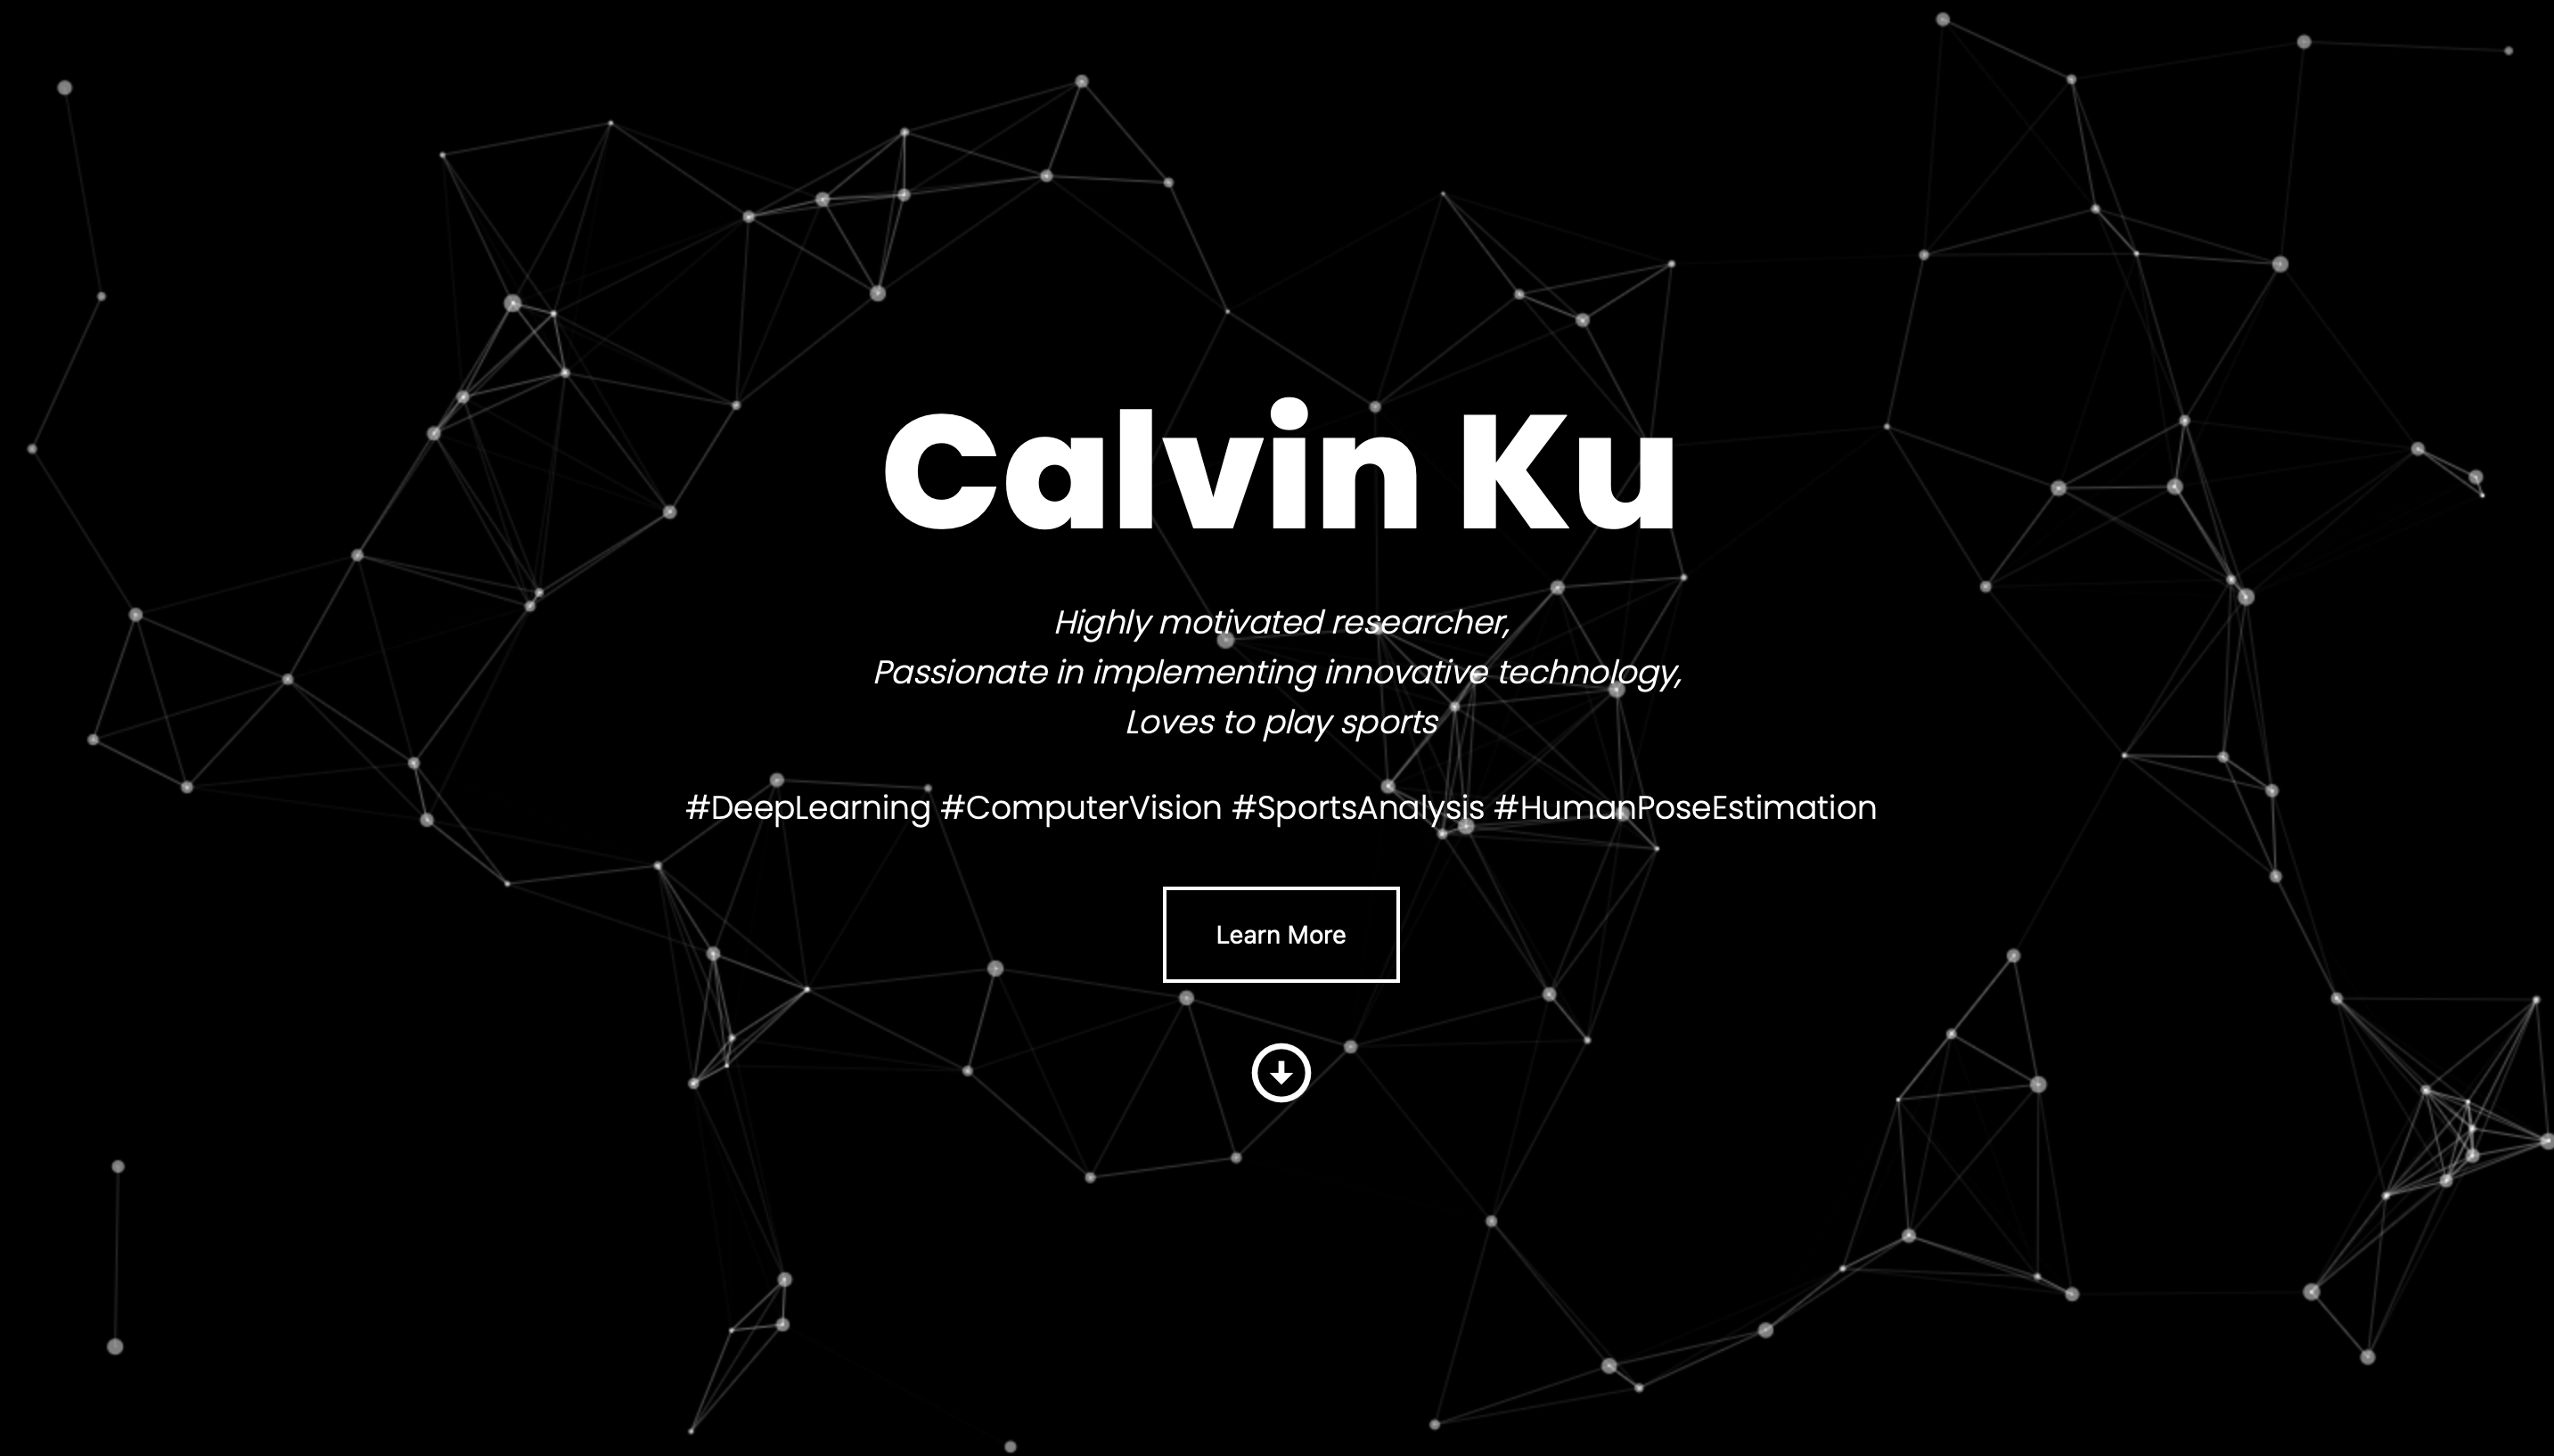 Calvin Ku
Highly motivated researcher,
Passionate in implementing innovative technology,
Loves to play sports
#DeepLearning #ComputerVision #SportsAnalysis #HumanPoseEstimation
Learn More